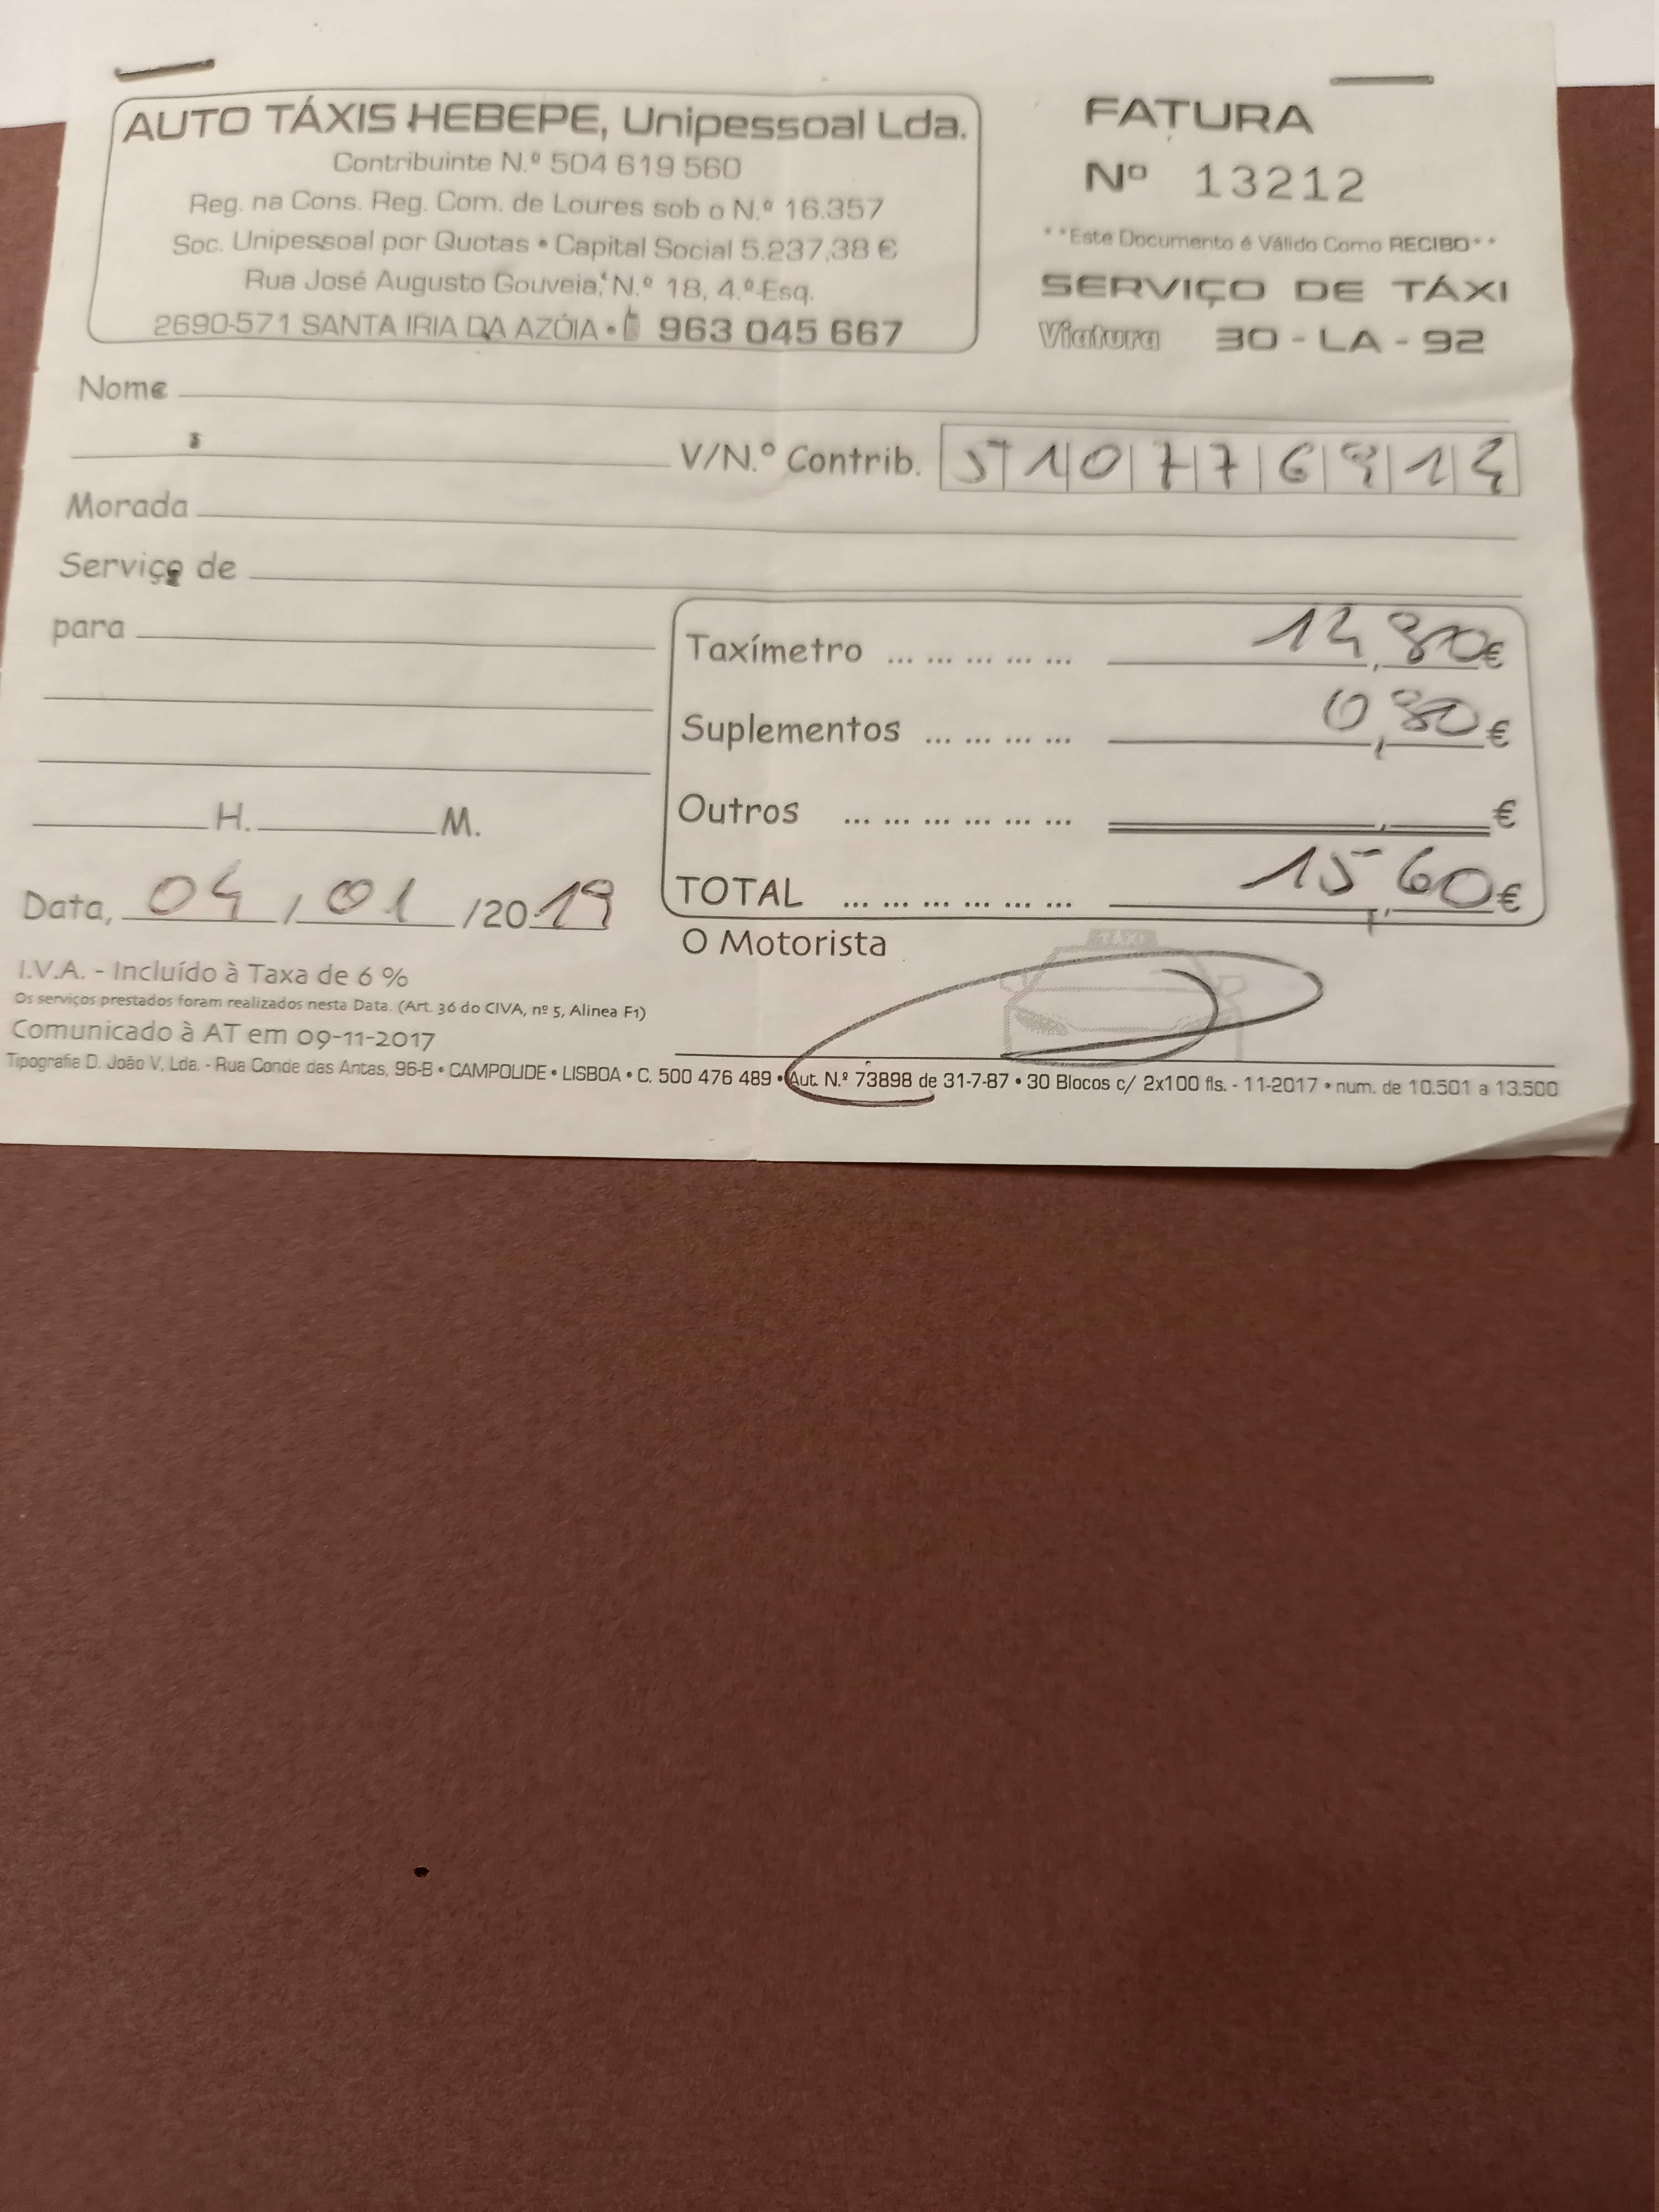 AUTO TÁXIS HEBEPE, Unipessoal Lda.
Contribuinte N.º 504 619 560
Reg. na Cons. Reg. Com. de Loures sob o N.º 16.357
Soc. Unipessoal por Quotas • Capital Social 5.237,38 €
Rua José Augusto Gouveia, N.º 18, 4.º Esq.
2690-571 SANTA IRIA DA AZÓIA • 963 045 667
FATURA
Nº 13212
**Este Documento é Válido Como RECIBO**
SERVIÇO DE TÁXI
Viatura 30 - LA - 92
Nome
V/N.º Contrib. 510776914
Morada
Serviço de
para
H. M.
Data, 04 / 01 /2019
Taxímetro ... ... ... ... ... 14,80€
Suplementos ... ... ... ... 0,80€
Outros ... ... ... ... ... ... , €
TOTAL ... ... ... ... ... ... 15,60€
O Motorista
TÁXI
I.V.A. - Incluído à Taxa de 6 %
Os serviços prestados foram realizados nesta Data. (Art. 36 do CIVA, nº 5, Alinea F1)
Comunicado à AT em 09-11-2017
Tipografia D. João V, Lda. - Rua Conde das Antas, 96-B • CAMPOLIDE • LISBOA • C. 500 476 489 • Aut. N.º 73898 de 31-7-87 • 30 Blocos c/ 2x100 fls. - 11-2017 • num. de 10.501 a 13.500